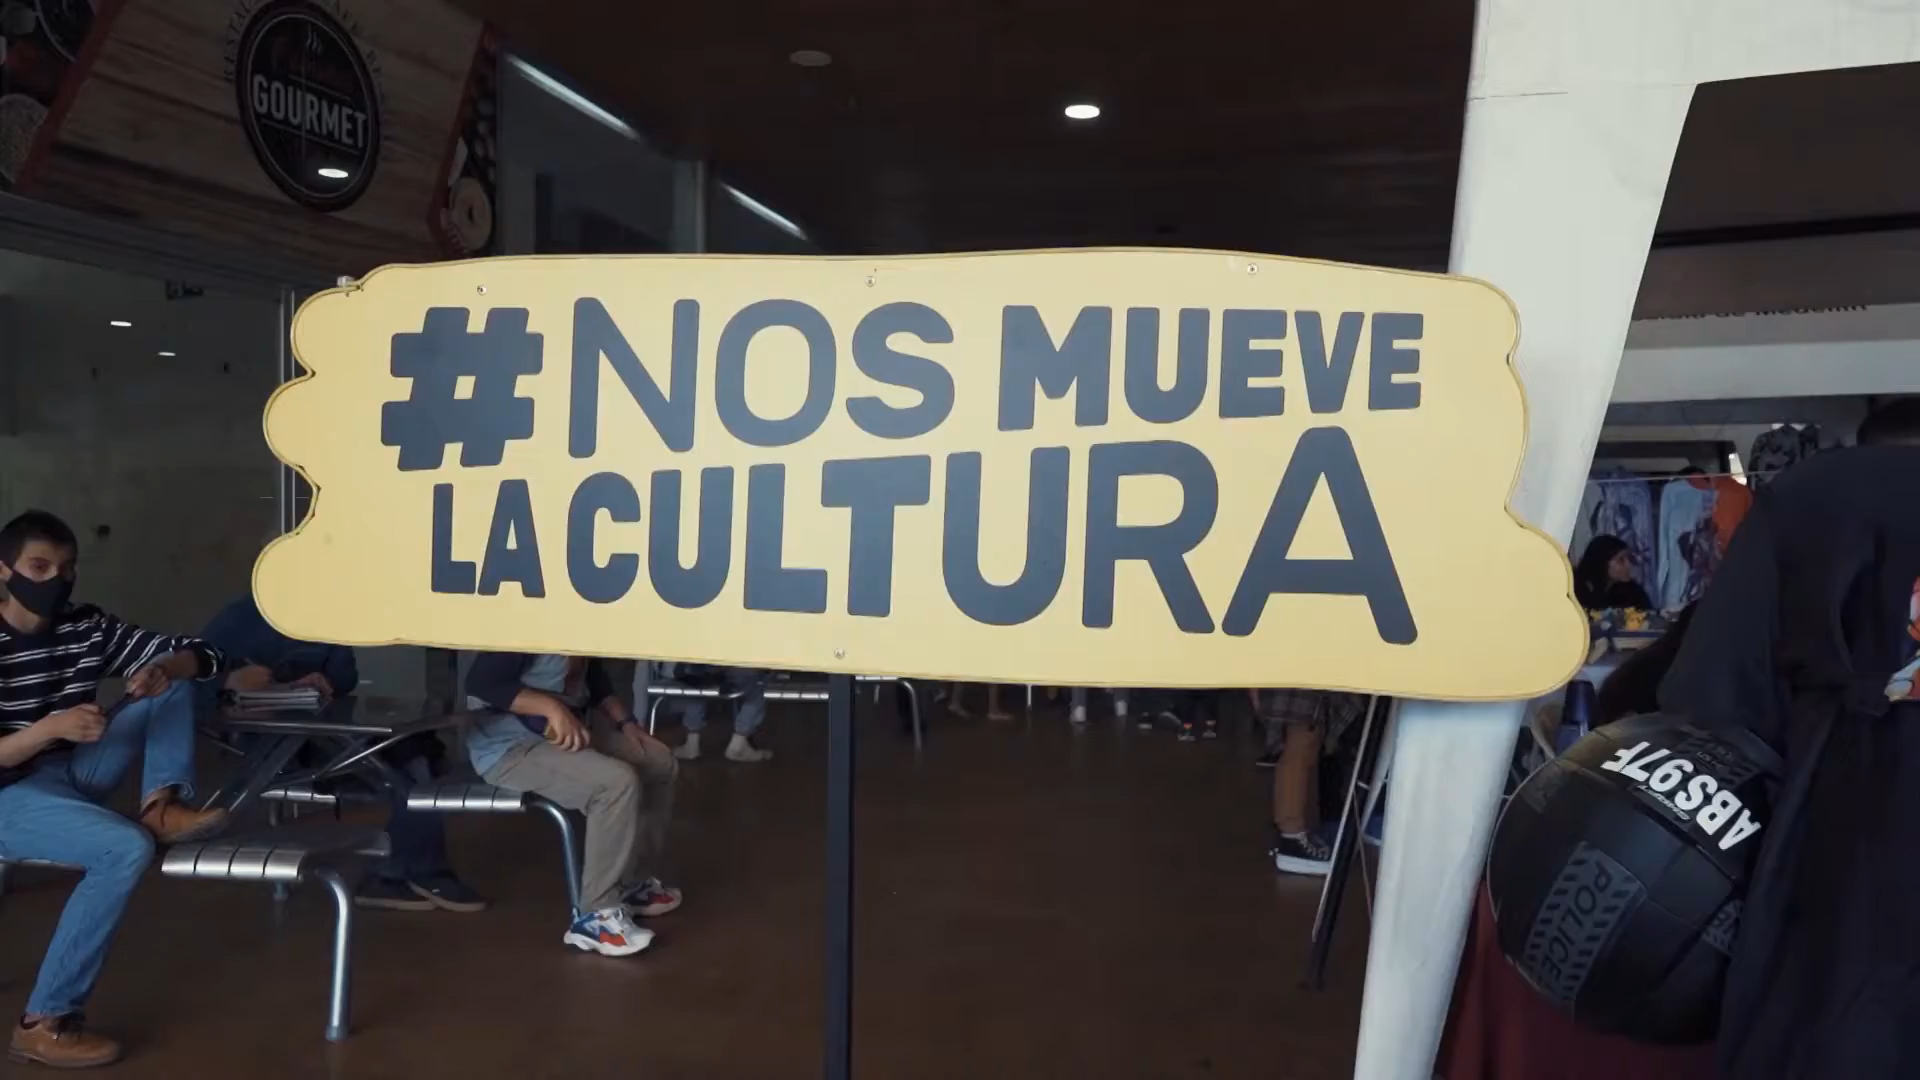 GOURMET
#NOS MUEVE
LA CULTURA
ABS97F
POLICE